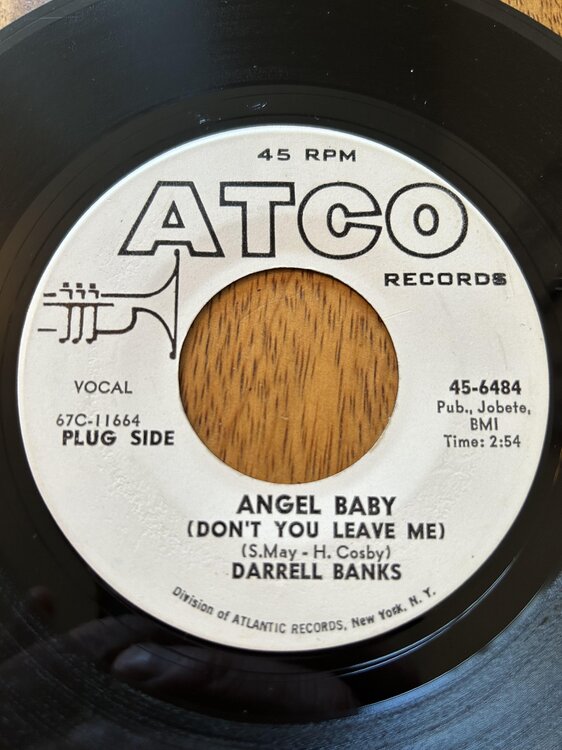 45 RPM
ATCO
RECORDS
VOCAL
67C-11664
PLUG SIDE
45-6484
Pub., Jobete,
BMI
Time: 2:54
ANGEL BABY
(DON'T YOU LEAVE ME)
(S.May - H. Cosby)
DARRELL BANKS
Division of ATLANTIC RECORDS, New York, N. Y.